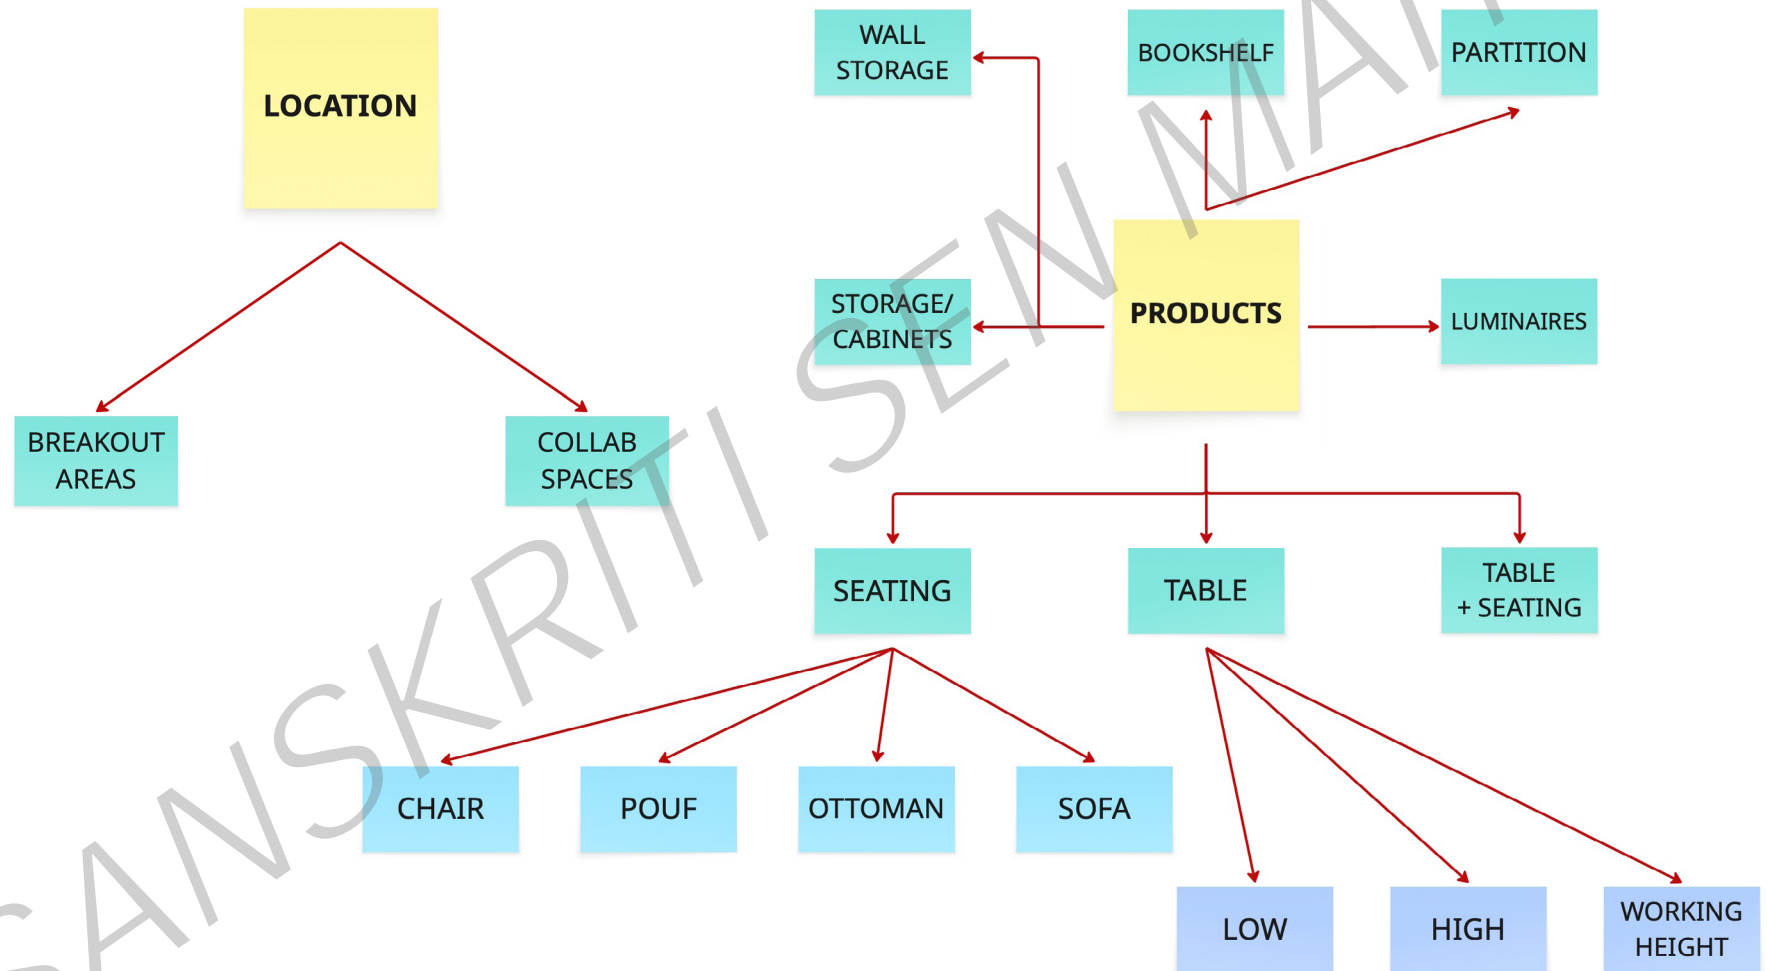 LOCATION
BREAKOUT
AREAS
COLLAB
SPACES
WALL
STORAGE
BOOKSHELF
PARTITION
STORAGE/
CABINETS
PRODUCTS
LUMINAIRES
SEATING
TABLE
TABLE
+ SEATING
CHAIR
POUF
OTTOMAN
SOFA
LOW
HIGH
WORKING
HEIGHT
SANSKRITI SEN MAIT